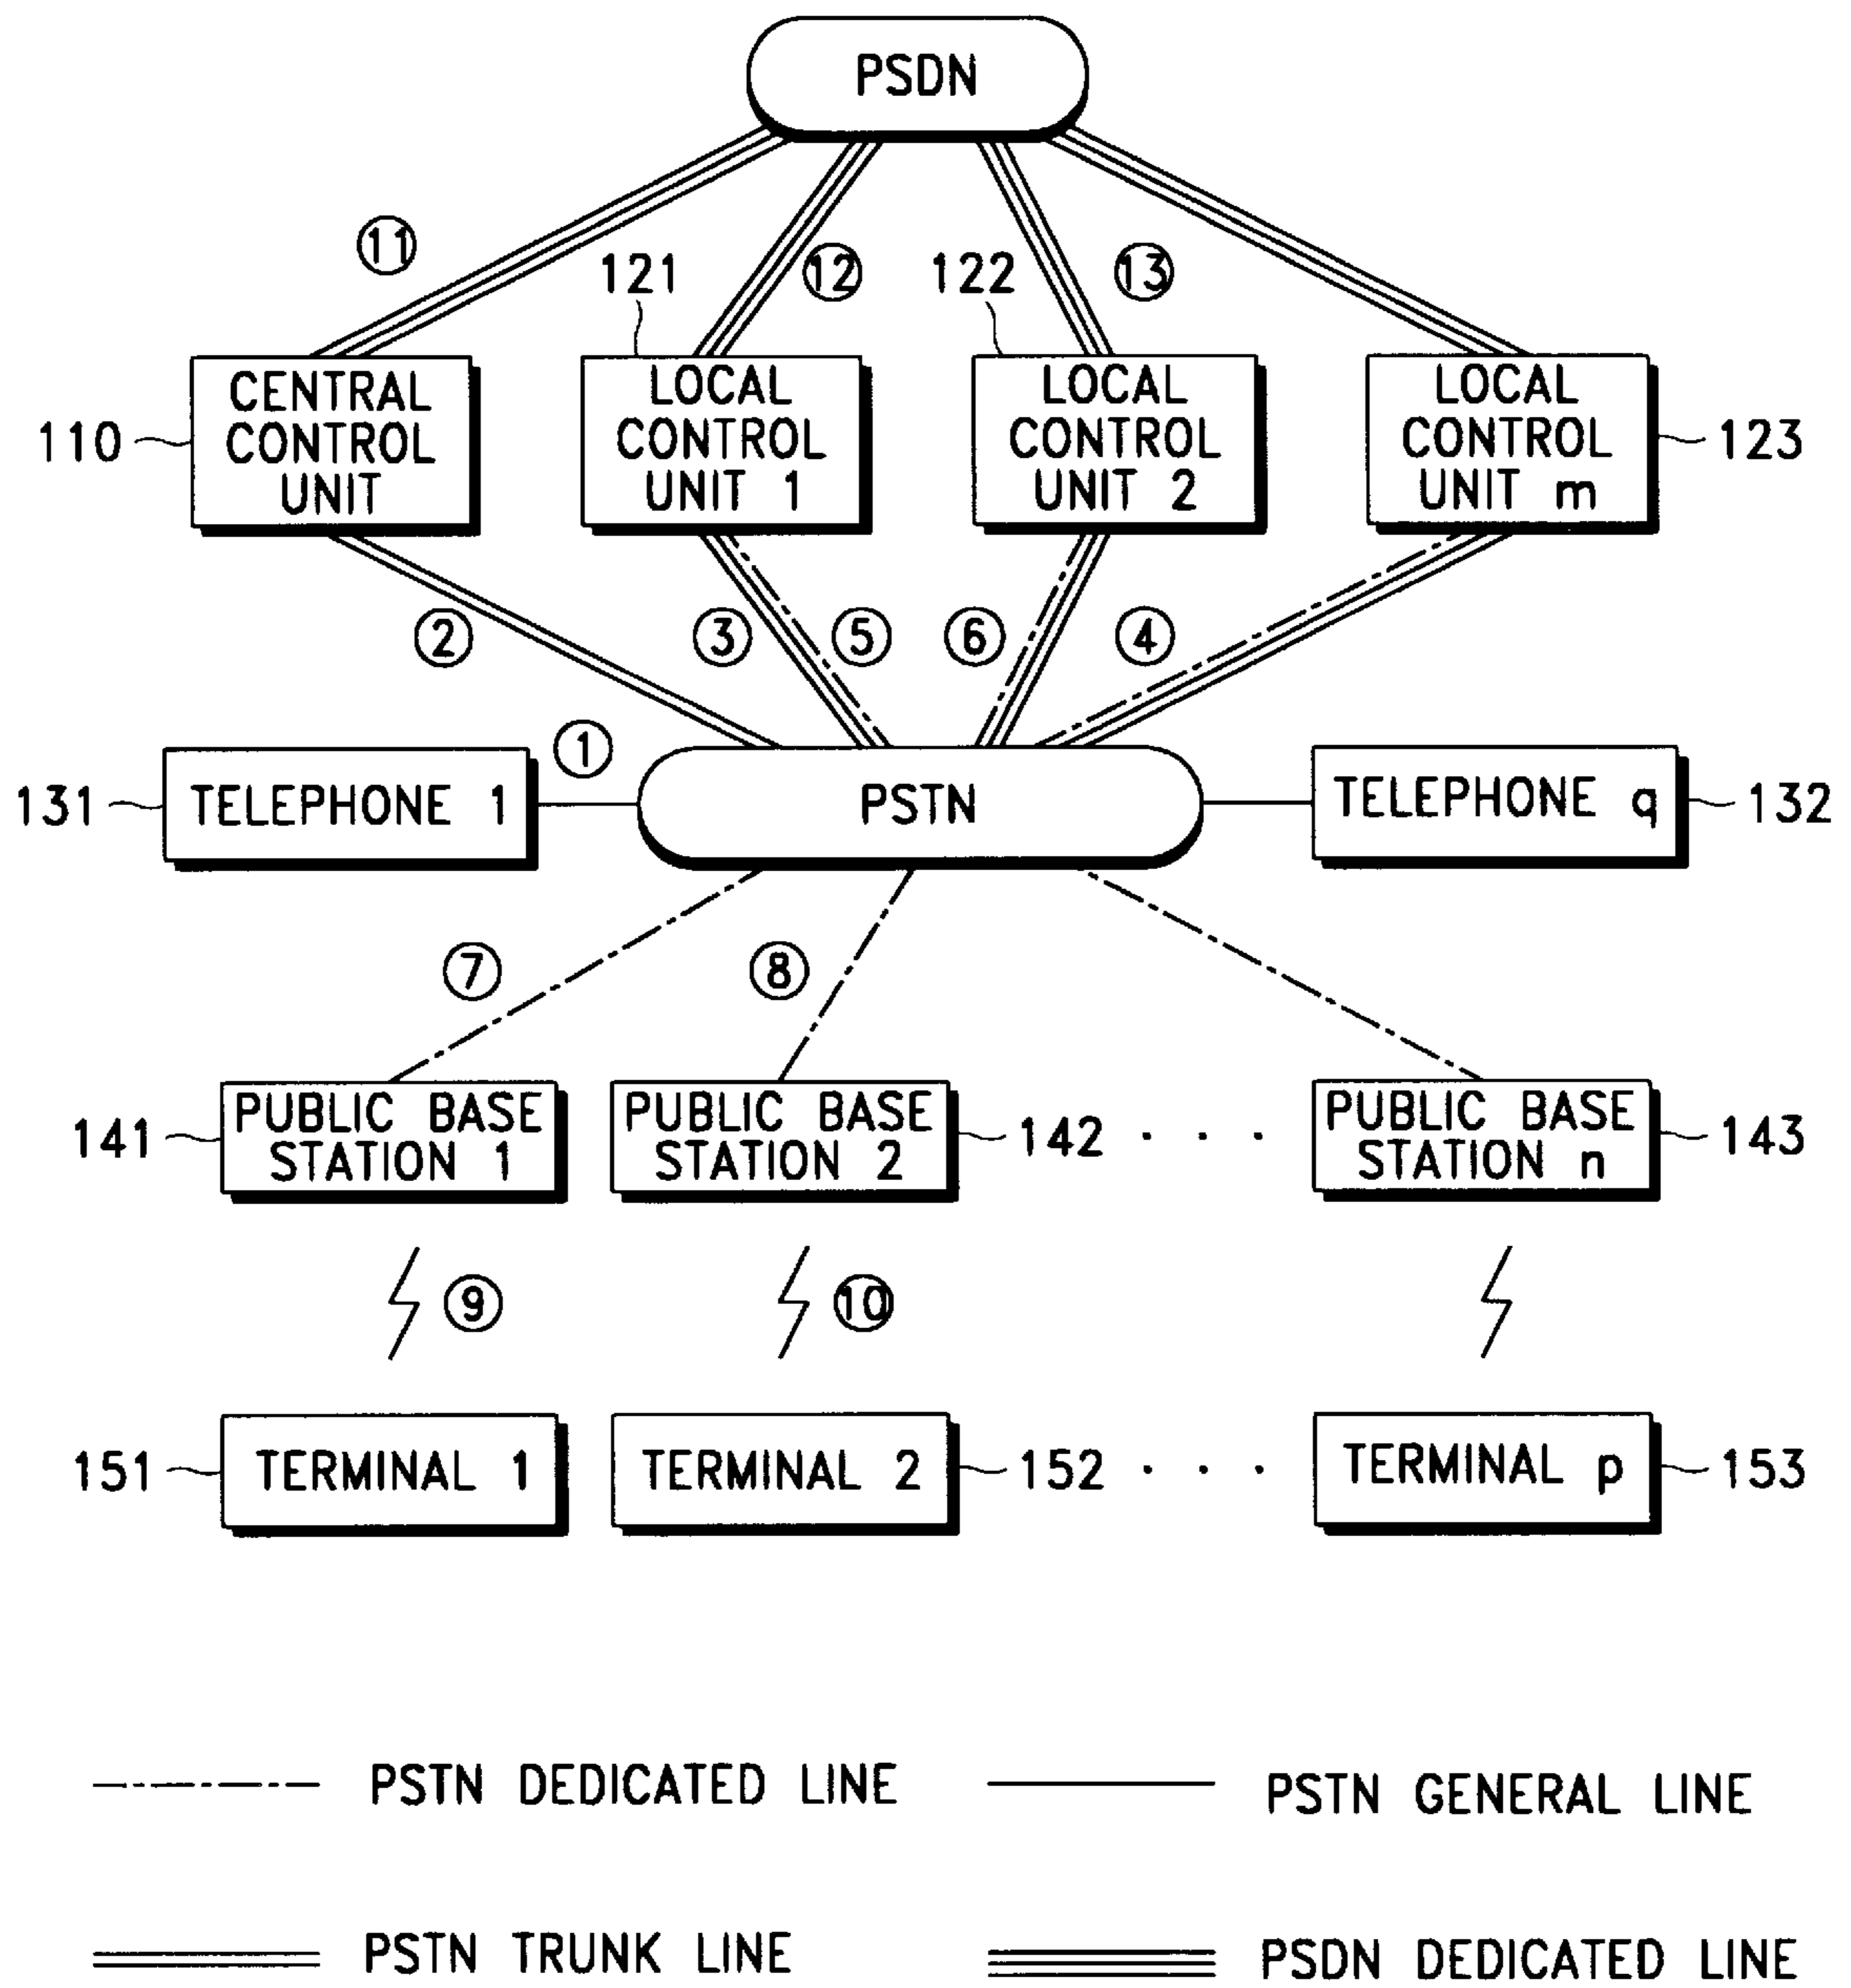 PSDN
⑪
121
⑫
122
⑬
CENTRAL
CONTROL
UNIT
110
LOCAL
CONTROL
UNIT 1
LOCAL
CONTROL
UNIT 2
LOCAL
CONTROL
UNIT m
123
②
③
⑤
⑥
④
①
131
TELEPHONE 1
PSTN
TELEPHONE q
132
⑦
⑧
141
PUBLIC BASE
STATION 1
PUBLIC BASE
STATION 2
142
. . .
PUBLIC BASE
STATION n
143
⑨
⑩
151
TERMINAL 1
TERMINAL 2
152
. . .
TERMINAL p
153
PSTN DEDICATED LINE
PSTN GENERAL LINE
PSTN TRUNK LINE
PSDN DEDICATED LINE